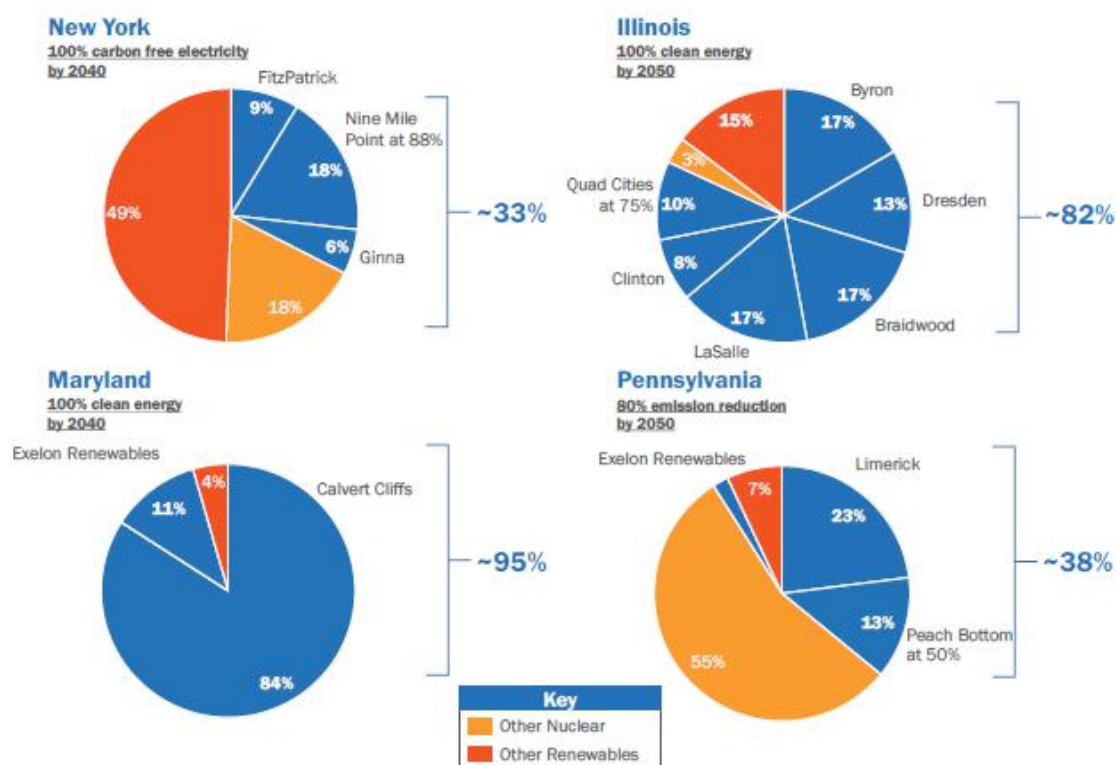 New York
100% carbon free electricity
by 2040
FitzPatrick
9%
Nine Mile
Point at 88%
18%
49%
6%
Ginna
18%
~33%
Illinois
100% clean energy
by 2050
Byron
15%
17%
3%
Quad Cities
at 75%
10%
13%
Dresden
Clinton
8%
17%
17%
Braidwood
LaSalle
~82%
Maryland
100% clean energy
by 2040
Exelon Renewables
4%
11%
Calvert Cliffs
84%
~95%
Pennsylvania
80% emission reduction
by 2050
Exelon Renewables
7%
Limerick
23%
13%
Peach Bottom
at 50%
55%
~38%
Key
Other Nuclear
Other Renewables